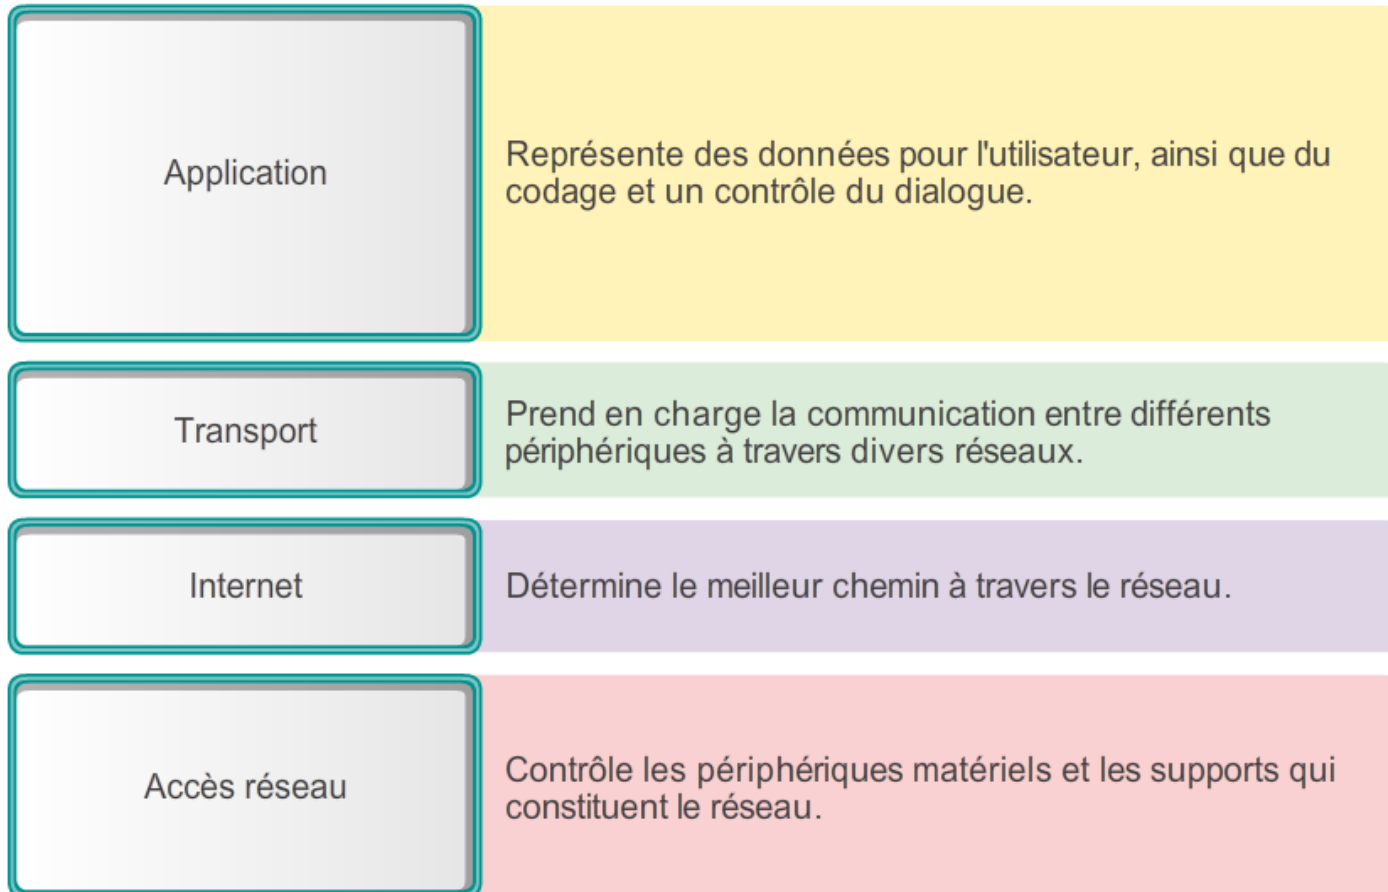 Application
Représente des données pour l'utilisateur, ainsi que du
codage et un contrôle du dialogue.
Transport
Prend en charge la communication entre différents
périphériques à travers divers réseaux.
Internet
Détermine le meilleur chemin à travers le réseau.
Accès réseau
Contrôle les périphériques matériels et les supports qui
constituent le réseau.